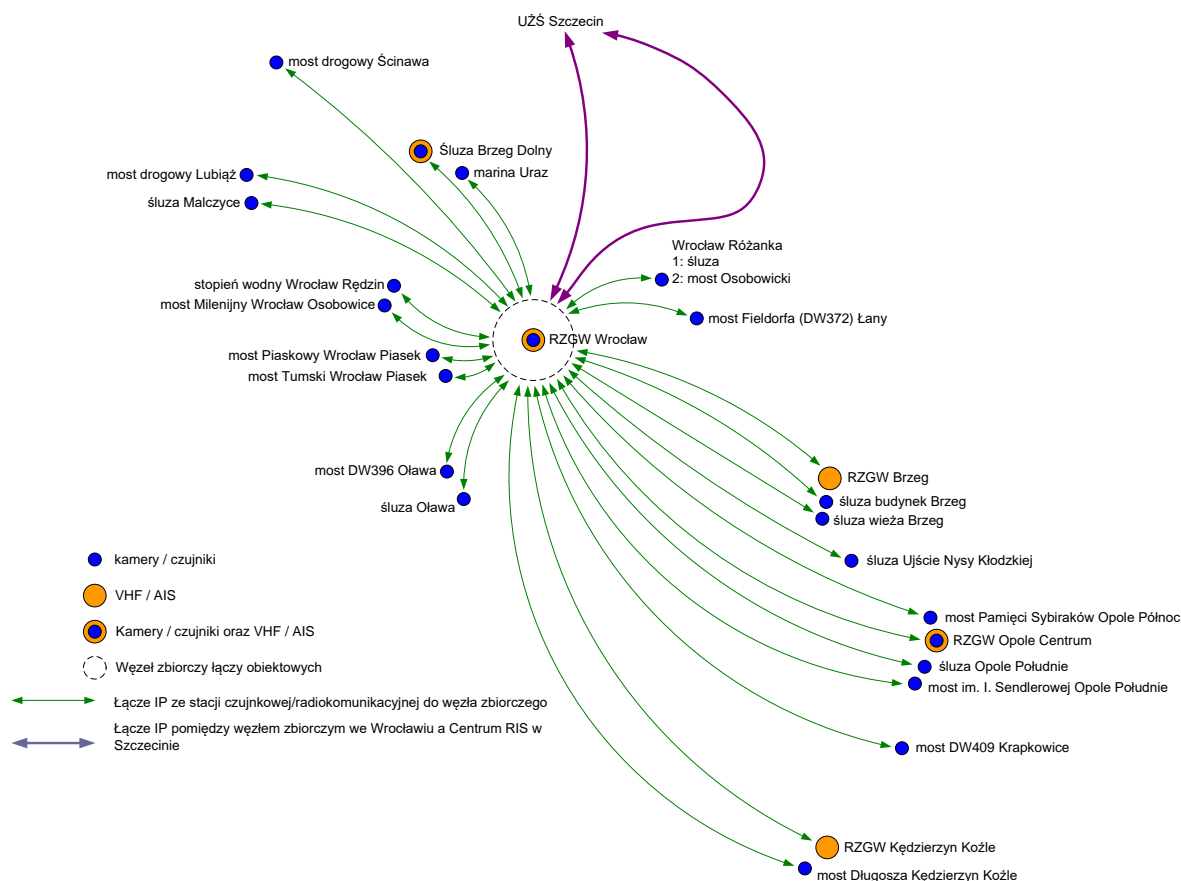 UŻŚ Szczecin
most drogowy Ścinawa
Śluza Brzeg Dolny
marina Uraz
most drogowy Lubiąż
śluza Malczyce
Wrocław Różanka
1: śluza
2: most Osobowicki
stopień wodny Wrocław Rędzin
most Milenijny Wrocław Osobowice
most Fieldorfa (DW372) Łany
RZGW Wrocław
most Piaskowy Wrocław Piasek
most Tumski Wrocław Piasek
most DW396 Oława
śluza Oława
RZGW Brzeg
śluza budynek Brzeg
śluza wieża Brzeg
śluza Ujście Nysy Kłodzkiej
most Pamięci Sybiraków Opole Północ
RZGW Opole Centrum
śluza Opole Południe
most im. I. Sendlerowej Opole Południe
most DW409 Krapkowice
RZGW Kędzierzyn Koźle
most Długosza Kędzierzyn Koźle
kamery / czujniki
VHF / AIS
Kamery / czujniki oraz VHF / AIS
Węzeł zbiorczy łączy obiektowych
Łącze IP ze stacji czujnkowej/radiokomunikacyjnej do węzła zbiorczego
Łącze IP pomiędzy węzłem zbiorczym we Wrocławiu a Centrum RIS w
Szczecinie